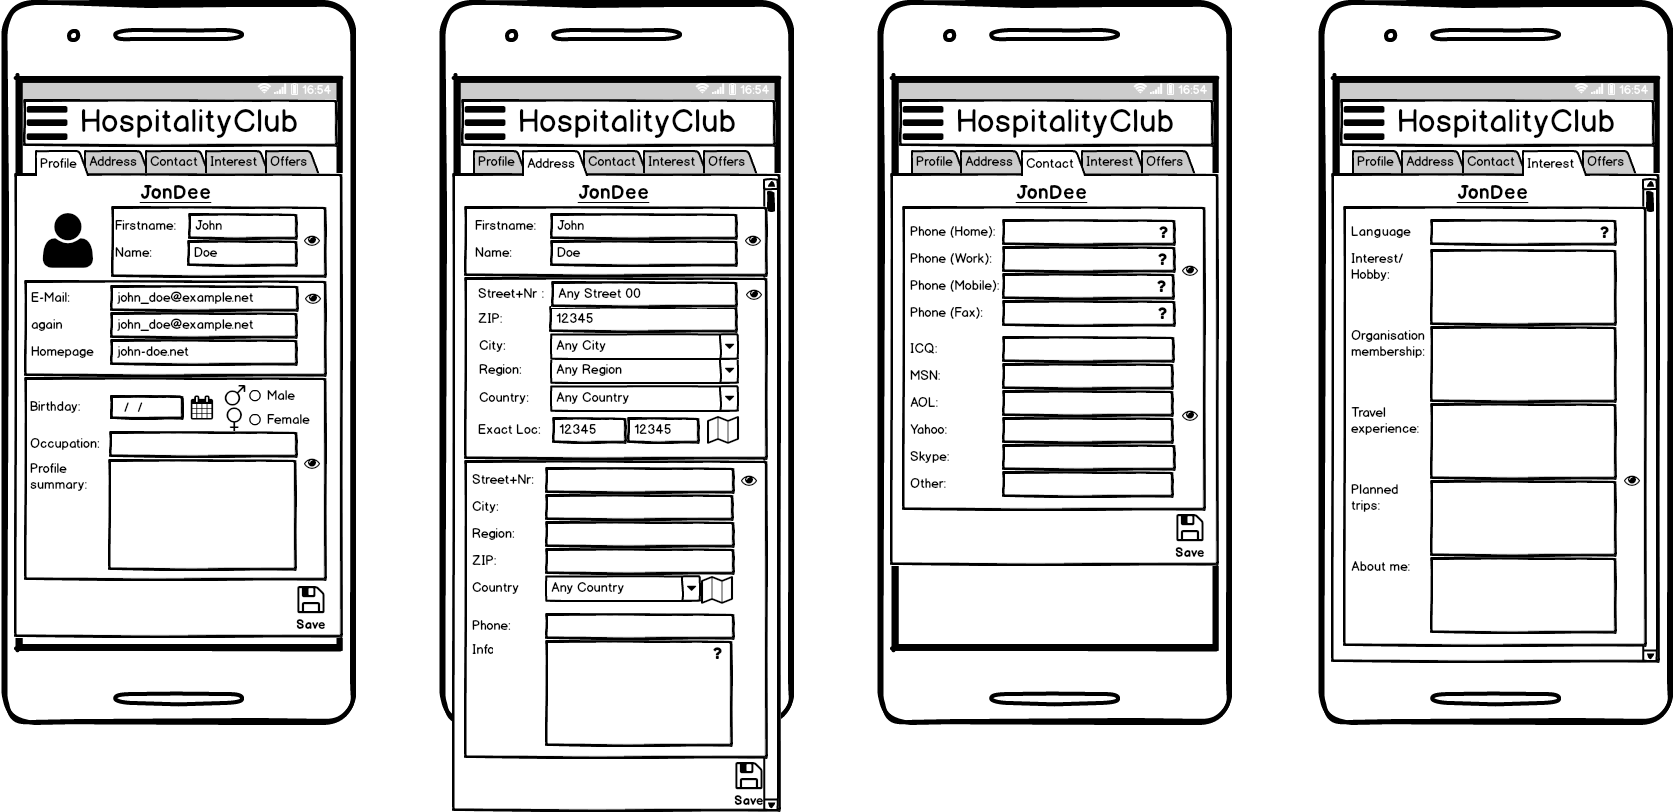 16:54
HospitalityClub
Profile Address Contact Interest Offers
JonDee
Firstname: John
Name: Doe
E-Mail: john_doe@example.net
again john_doe@example.net
Homepage john-doe.net
Birthday: / /
Male
Female
Occupation:
Profile
summary:
Save
16:54
HospitalityClub
Profile Address Contact Interest Offers
JonDee
Firstname: John
Name: Doe
Street+Nr : Any Street 00
ZIP: 12345
City: Any City
Region: Any Region
Country: Any Country
Exact Loc: 12345 12345
Street+Nr:
City:
Region:
ZIP:
Country Any Country
Phone:
Info ?
Save
16:54
HospitalityClub
Profile Address Contact Interest Offers
JonDee
Phone (Home): ?
Phone (Work): ?
Phone (Mobile): ?
Phone (Fax): ?
ICQ:
MSN:
AOL:
Yahoo:
Skype:
Other:
Save
16:54
HospitalityClub
Profile Address Contact Interest Offers
JonDee
Language ?
Interest/
Hobby:
Organisation
membership:
Travel
experience:
Planned
trips:
About me: